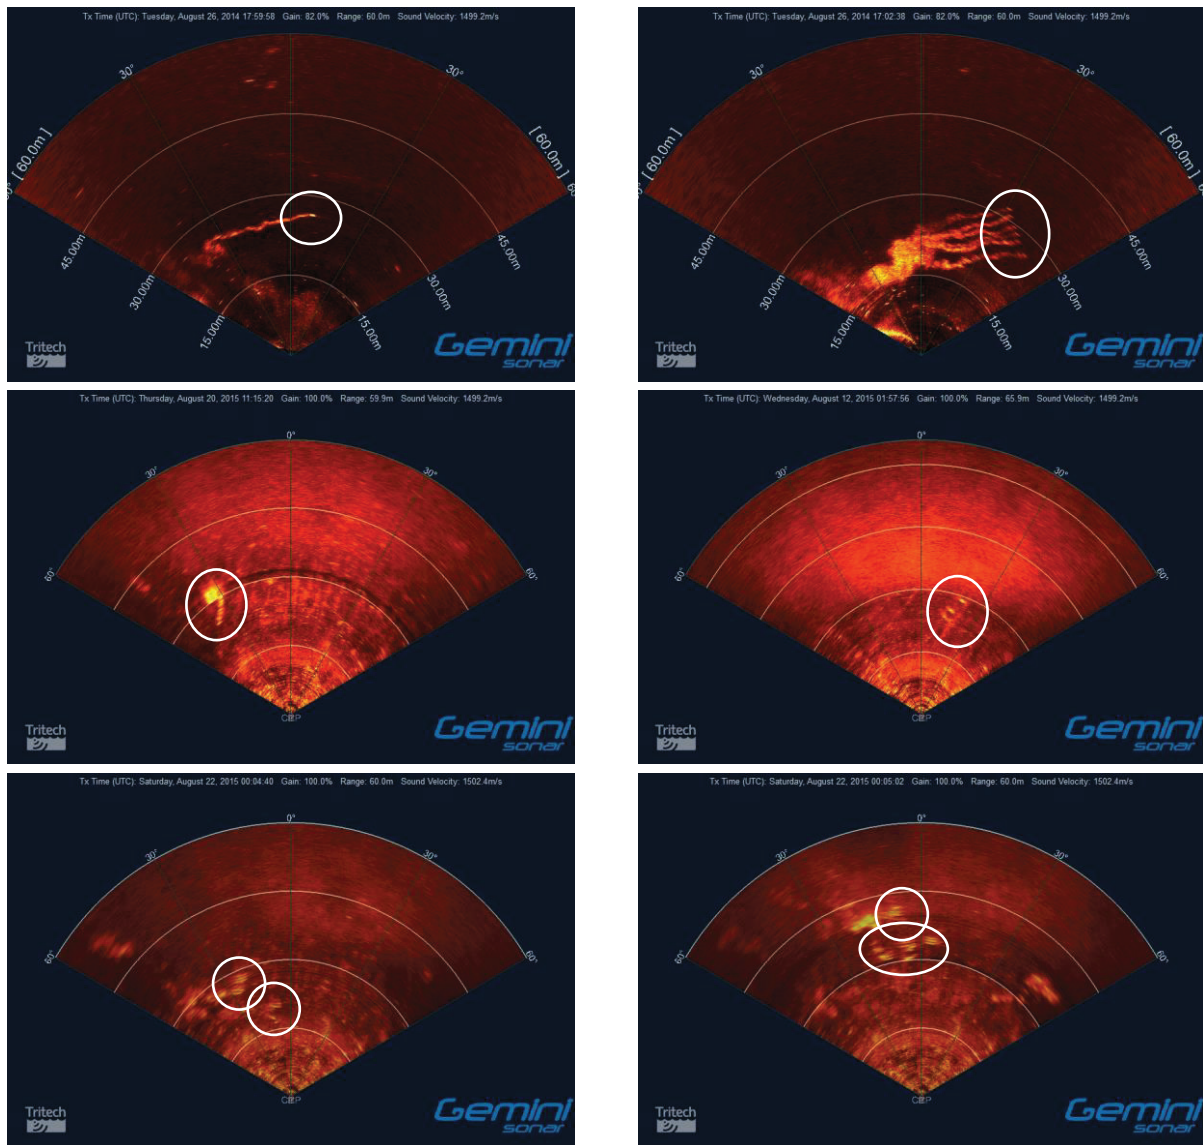 Tx Time (UTC): Tuesday, August 26, 2014 17:59:58 Gain: 82.0% Range: 60.0m Sound Velocity: 1499.2m/s
30°
30°
[ 60.0m ]
[ 60.0m ]
45.00m
30.00m
15.00m
15.00m
30.00m
45.00m
Tritech
Gemini
sonar
Tx Time (UTC): Tuesday, August 26, 2014 17:02:38 Gain: 82.0% Range: 60.0m Sound Velocity: 1499.2m/s
30°
30°
[ 60.0m ]
[ 60.0m ]
45.00m
30.00m
15.00m
15.00m
30.00m
45.00m
Tritech
Gemini
sonar
Tx Time (UTC): Thursday, August 20, 2015 11:15:20 Gain: 100.0% Range: 59.9m Sound Velocity: 1499.2m/s
0°
30°
30°
60°
60°
Tritech
Gemini
sonar
Tx Time (UTC): Wednesday, August 12, 2015 01:57:56 Gain: 100.0% Range: 65.9m Sound Velocity: 1499.2m/s
0°
30°
30°
60°
60°
Tritech
Gemini
sonar
Tx Time (UTC): Saturday, August 22, 2015 00:04:40 Gain: 100.0% Range: 60.0m Sound Velocity: 1502.4m/s
0°
30°
30°
60°
60°
Tritech
Gemini
sonar
Tx Time (UTC): Saturday, August 22, 2015 00:05:02 Gain: 100.0% Range: 60.0m Sound Velocity: 1502.4m/s
0°
30°
30°
60°
60°
Tritech
Gemini
sonar